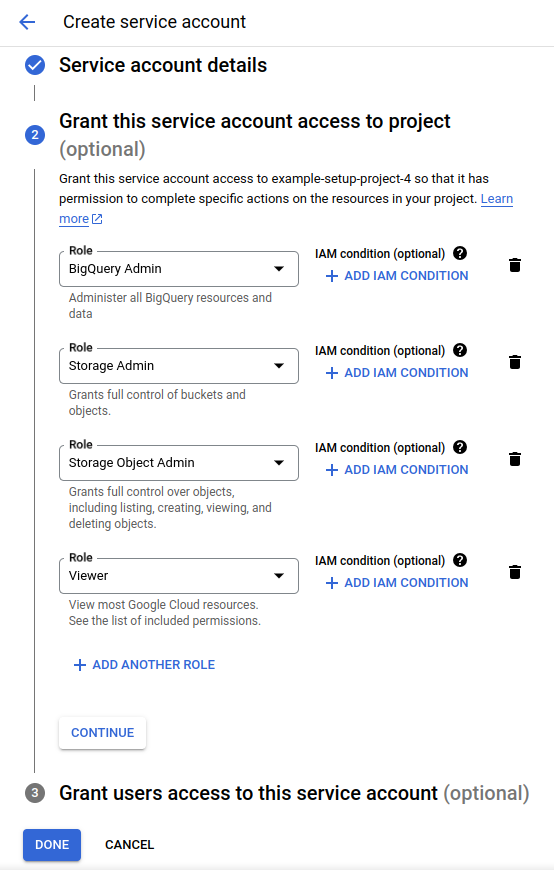 Create service account
Service account details
2
Grant this service account access to project
(optional)
Grant this service account access to example-setup-project-4 so that it has
permission to complete specific actions on the resources in your project. Learn
more
Role
BigQuery Admin
Administer all BigQuery resources and
data
IAM condition (optional) ?
+ ADD IAM CONDITION
Role
Storage Admin
Grants full control of buckets and
objects.
IAM condition (optional) ?
+ ADD IAM CONDITION
Role
Storage Object Admin
Grants full control over objects,
including listing, creating, viewing, and
deleting objects.
IAM condition (optional) ?
+ ADD IAM CONDITION
Role
Viewer
View most Google Cloud resources.
See the list of included permissions.
IAM condition (optional) ?
+ ADD IAM CONDITION
+ ADD ANOTHER ROLE
CONTINUE
3
Grant users access to this service account (optional)
DONE
CANCEL